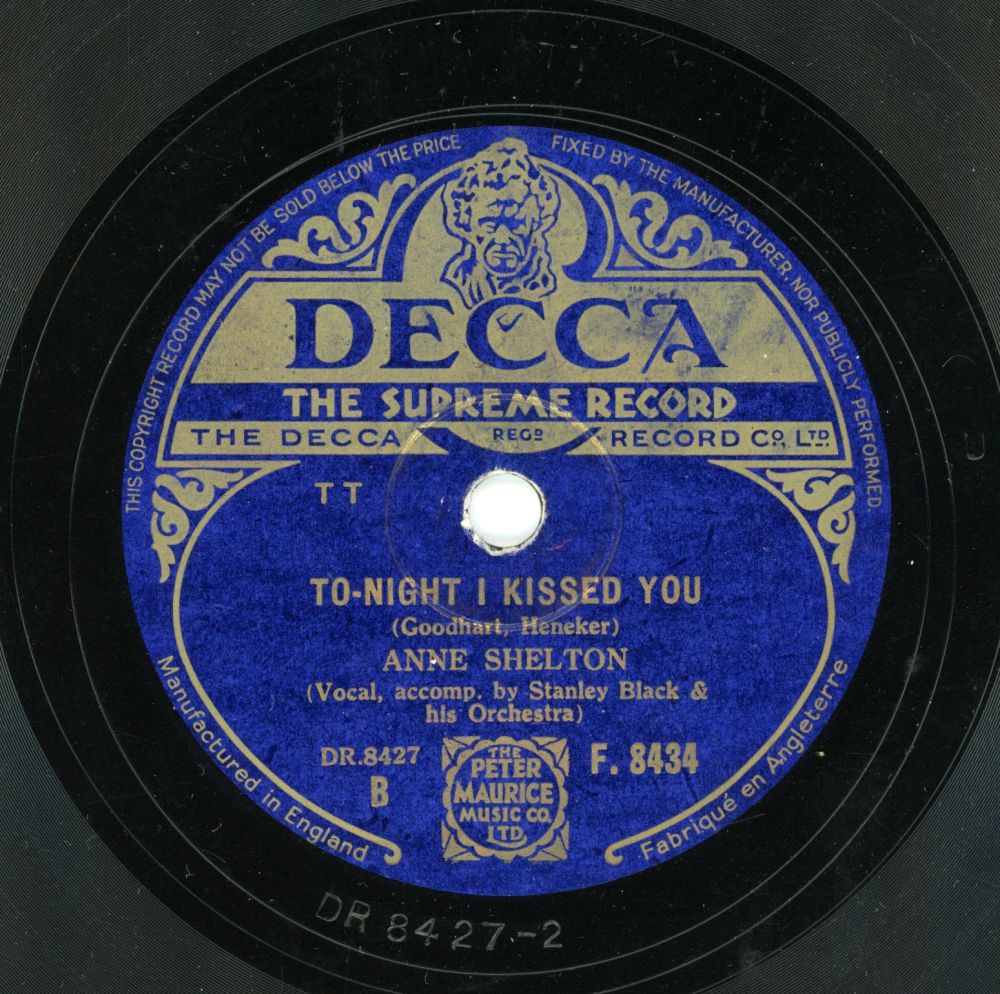 THIS COPYRIGHT RECORD MAY NOT BE SOLD BELOW THE PRICE FIXED BY THE MANUFACTURER, NOR PUBLICLY PERFORMED.
DECCA
THE SUPREME RECORD
THE DECCA REGD RECORD CO. LTD.
TT
TO-NIGHT I KISSED YOU
(Goodhart, Heneker)
ANNE SHELTON
(Vocal, accomp. by Stanley Black &
his Orchestra)
DR.8427
B
THE
PETER
MAURICE
MUSIC CO.
LTD.
F. 8434
Manufactured in England
Fabriqué en Angleterre
DR 8427-2